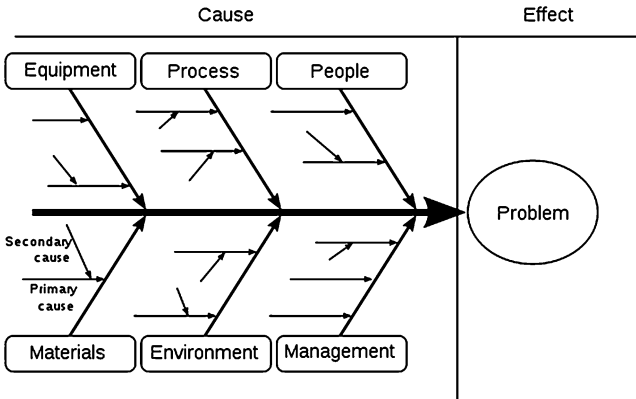 Cause
Effect
Equipment
Process
People
Problem
Secondary
cause
Primary
cause
Materials
Environment
Management